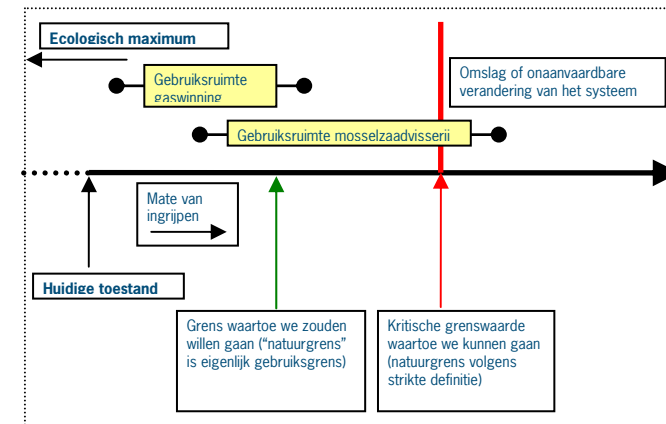 Ecologisch maximum
Gebruiksruimte
gaswinning
Omslag of onaanvaardbare
verandering van het systeem
Gebruiksruimte mosselzaadvisserij
Mate van
ingrijpen
Huidige toestand
Grens waartoe we zouden
willen gaan (“natuurgrens”
is eigenlijk gebruiksgrens)
Kritische grenswaarde
waartoe we kunnen gaan
(natuurgrens volgens
strikte definitie)